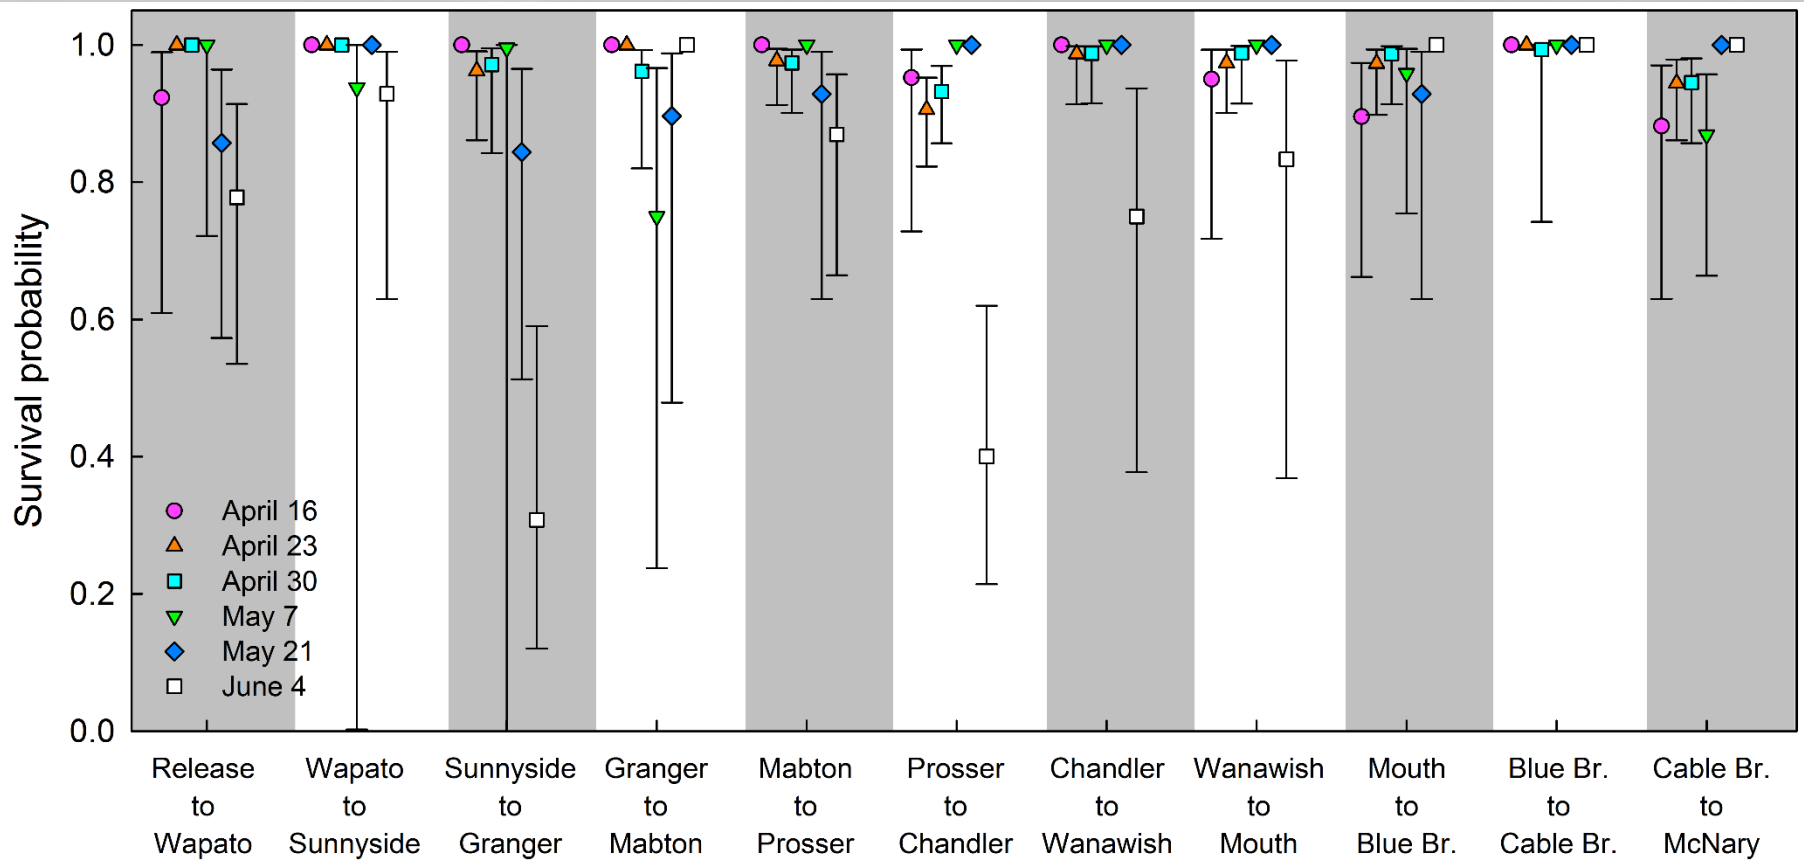 Survival probability
1.0
0.8
0.6
0.4
0.2
0.0
April 16
April 23
April 30
May 7
May 21
June 4
Release
to
Wapato
Wapato
to
Sunnyside
Sunnyside
to
Granger
Granger
to
Mabton
Mabton
to
Prosser
Prosser
to
Chandler
Chandler
to
Wanawish
Wanawish
to
Mouth
Mouth
to
Blue Br.
Blue Br.
to
Cable Br.
Cable Br.
to
McNary